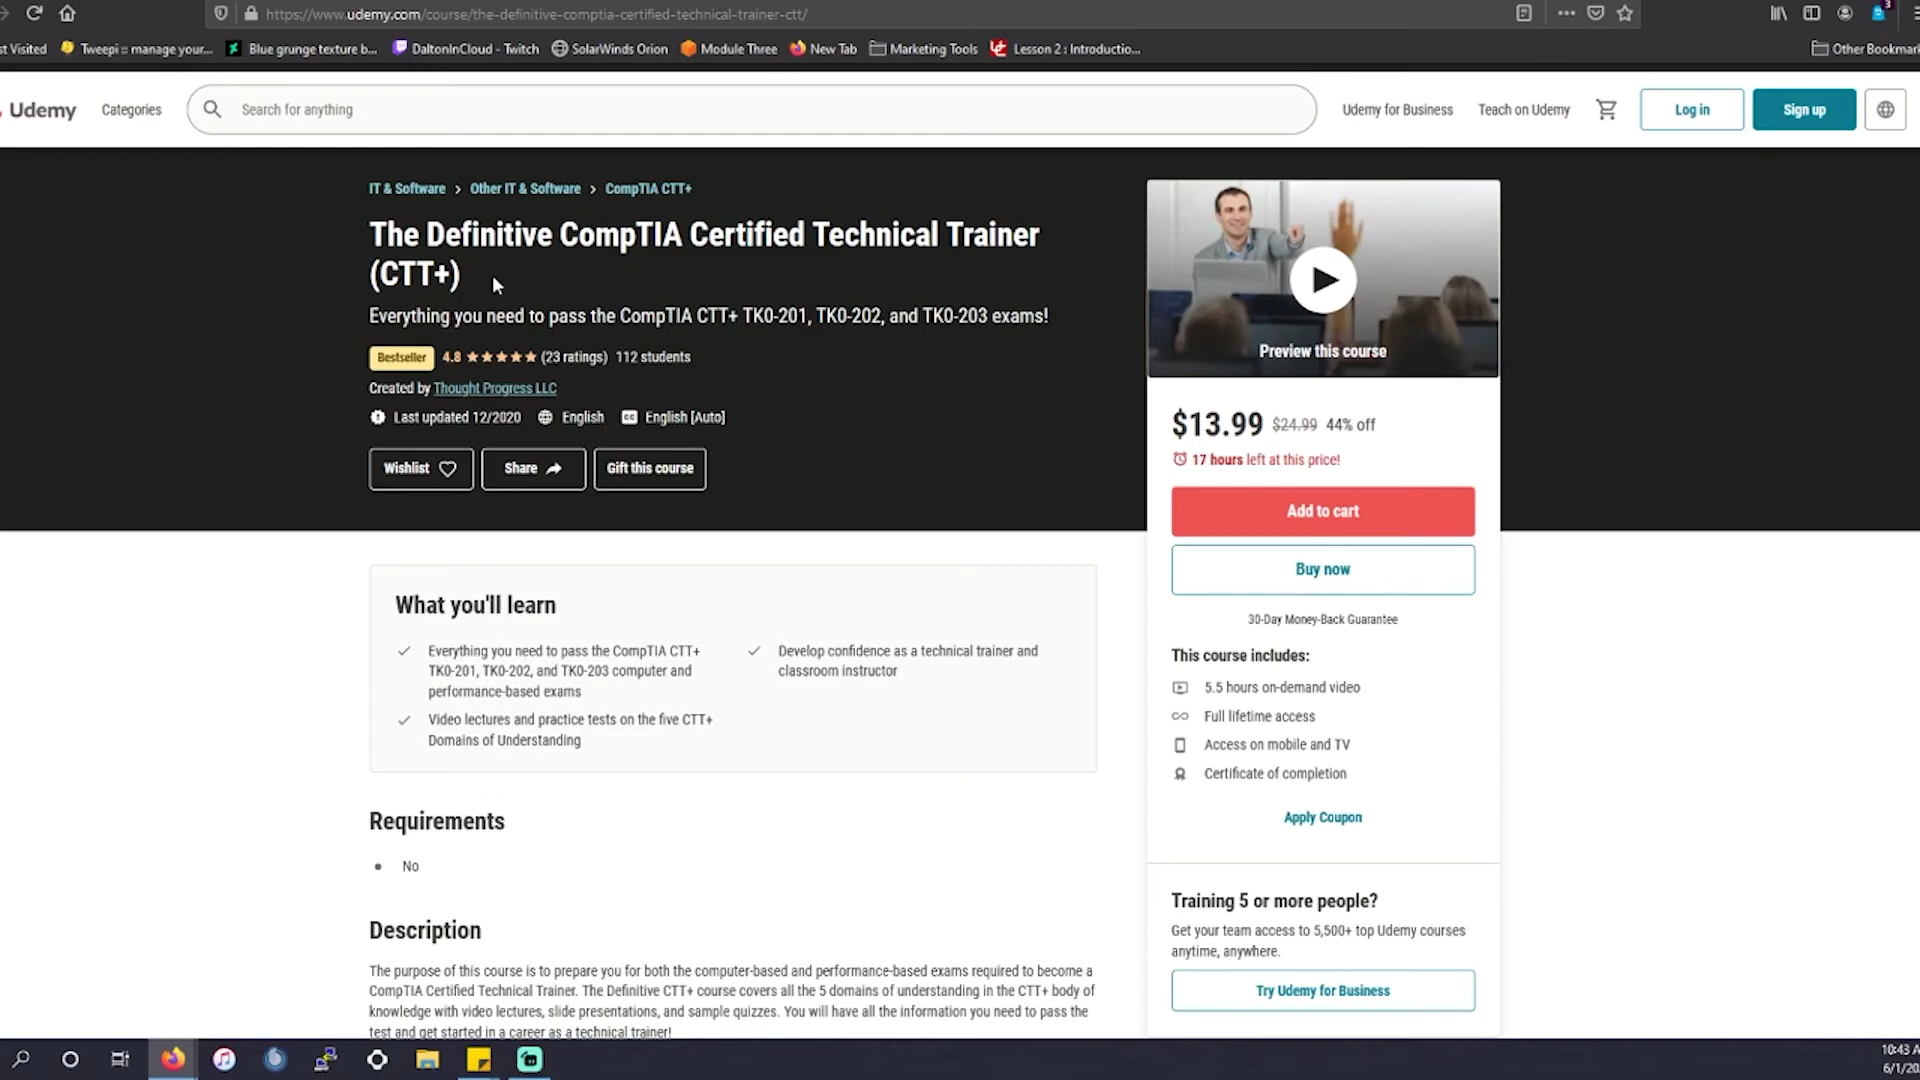 https://www.udemy.com/course/the-definitive-comptia-certified-technical-trainer-ctt/
3
st Visited
Tweepi :: manage your...
Blue grunge texture b...
DaltonInCloud - Twitch
SolarWinds Orion
Module Three
New Tab
Marketing Tools
Lesson 2 : Introductio...
Other Bookmark
Udemy
Categories
Search for anything
Udemy for Business
Teach on Udemy
Log in
Sign up
IT & Software > Other IT & Software > CompTIA CTT+
The Definitive CompTIA Certified Technical Trainer
(CTT+)
Everything you need to pass the CompTIA CTT+ TK0-201, TK0-202, and TK0-203 exams!
Bestseller 4.8 (23 ratings) 112 students
Created by Thought Progress LLC
Last updated 12/2020 English CC English [Auto]
Wishlist
Share
Gift this course
Preview this course
$13.99 $24.99 44% off
17 hours left at this price!
Add to cart
Buy now
30-Day Money-Back Guarantee
This course includes:
5.5 hours on-demand video
Full lifetime access
Access on mobile and TV
Certificate of completion
Apply Coupon
Training 5 or more people?
Get your team access to 5,500+ top Udemy courses
anytime, anywhere.
Try Udemy for Business
What you'll learn
Everything you need to pass the CompTIA CTT+
TK0-201, TK0-202, and TK0-203 computer and
performance-based exams
Video lectures and practice tests on the five CTT+
Domains of Understanding
Develop confidence as a technical trainer and
classroom instructor
Requirements
No
Description
The purpose of this course is to prepare you for both the computer-based and performance-based exams required to become a
CompTIA Certified Technical Trainer. The Definitive CTT+ course covers all the 5 domains of understanding in the CTT+ body of
knowledge with video lectures, slide presentations, and sample quizzes. You will have all the information you need to pass the
test and get started in a career as a technical trainer!
10:43 A
6/1/20